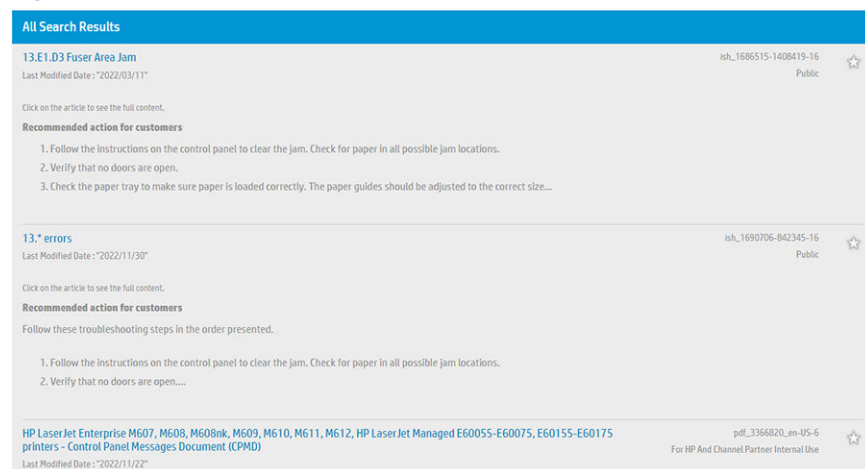 All Search Results
13.E1.D3 Fuser Area Jam
ish_1686515-1408419-16
Last Modified Date : "2022/03/11"
Public
Click on the article to see the full content.
Recommended action for customers
1. Follow the instructions on the control panel to clear the jam. Check for paper in all possible jam locations.
2. Verify that no doors are open.
3. Check the paper tray to make sure paper is loaded correctly. The paper guides should be adjusted to the correct size...
13.* errors
ish_1690706-842345-16
Last Modified Date : "2022/11/30"
Public
Click on the article to see the full content.
Recommended action for customers
Follow these troubleshooting steps in the order presented.
1. Follow the instructions on the control panel to clear the jam. Check for paper in all possible jam locations.
2. Verify that no doors are open....
HP LaserJet Enterprise M607, M608, M608nk, M609, M610, M611, M612, HP LaserJet Managed E60055-E60075, E60155-E60175
pdf_3366820_en-US-6
printers - Control Panel Messages Document (CPMD)
For HP And Channel Partner Internal Use
Last Modified Date : "2022/11/22"